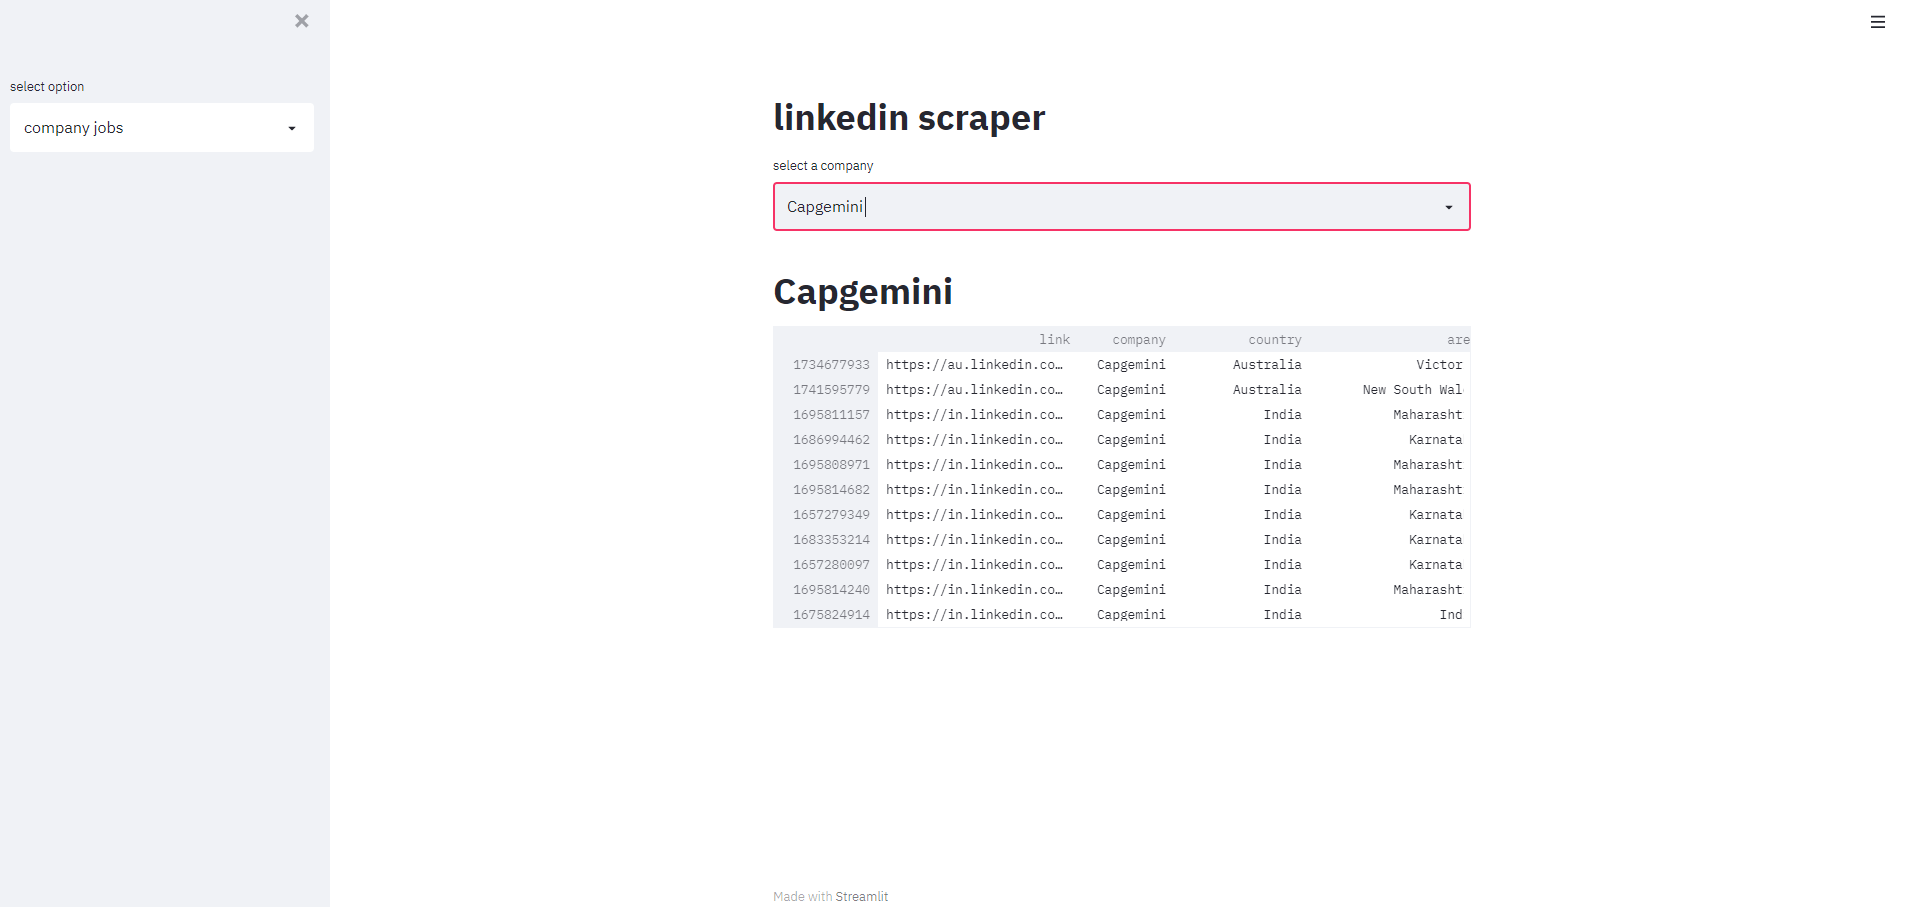 select option
company jobs
linkedin scraper
select a company
Capgemini
Capgemini
link company country are
1734677933 https://au.linkedin.co… Capgemini Australia Victor
1741595779 https://au.linkedin.co… Capgemini Australia New South Wal
1695811157 https://in.linkedin.co… Capgemini India Maharasht
1686994462 https://in.linkedin.co… Capgemini India Karnata
1695808971 https://in.linkedin.co… Capgemini India Maharasht
1695814682 https://in.linkedin.co… Capgemini India Maharasht
1657279349 https://in.linkedin.co… Capgemini India Karnata
1683353214 https://in.linkedin.co… Capgemini India Karnata
1657280097 https://in.linkedin.co… Capgemini India Karnata
1695814240 https://in.linkedin.co… Capgemini India Maharasht
1675824914 https://in.linkedin.co… Capgemini India Ind
Made with Streamlit